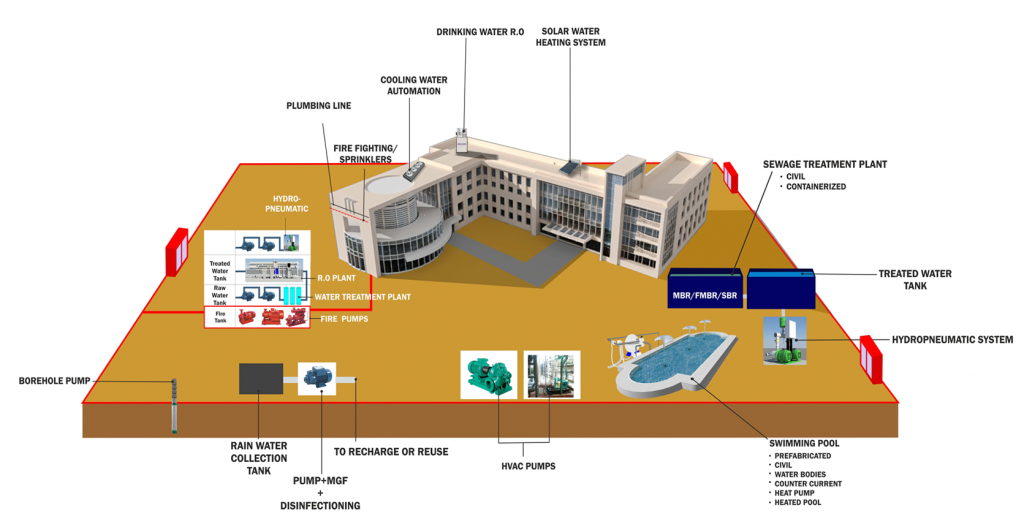 DRINKING WATER R.O
SOLAR WATER
HEATING SYSTEM
COOLING WATER
AUTOMATION
PLUMBING LINE
FIRE FIGHTING/
SPRINKLERS
SEWAGE TREATMENT PLANT
• CIVIL
• CONTAINERIZED
HYDRO-
PNEUMATIC
Treated
Water
Tank
R.O PLANT
Raw
Water
Tank
WATER TREATMENT PLANT
Fire
Tank
FIRE PUMPS
MBR/FMBR/SBR
TREATED WATER
TANK
HYDROPNEUMATIC SYSTEM
BOREHOLE PUMP
RAIN WATER
COLLECTION
TANK
PUMP+MGF
+
DISINFECTIONING
TO RECHARGE OR REUSE
HVAC PUMPS
SWIMMING POOL
• PREFABRICATED
• CIVIL
• WATER BODIES
• COUNTER CURRENT
• HEAT PUMP
• HEATED POOL